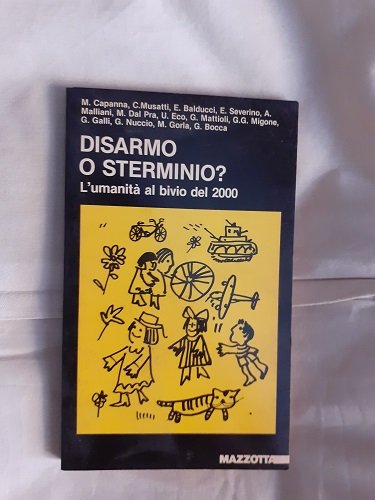 M. Capanna, C.Musatti, E. Balducci, E. Severino, A.
Malliani, M. Dal Pra, U. Eco, G. Mattioli, G.G. Migone,
G. Galli, G. Nuccio, M. Gorla, G. Bocca
DISARMO
O STERMINIO?
L'umanità al bivio del 2000
MAZZOTTA